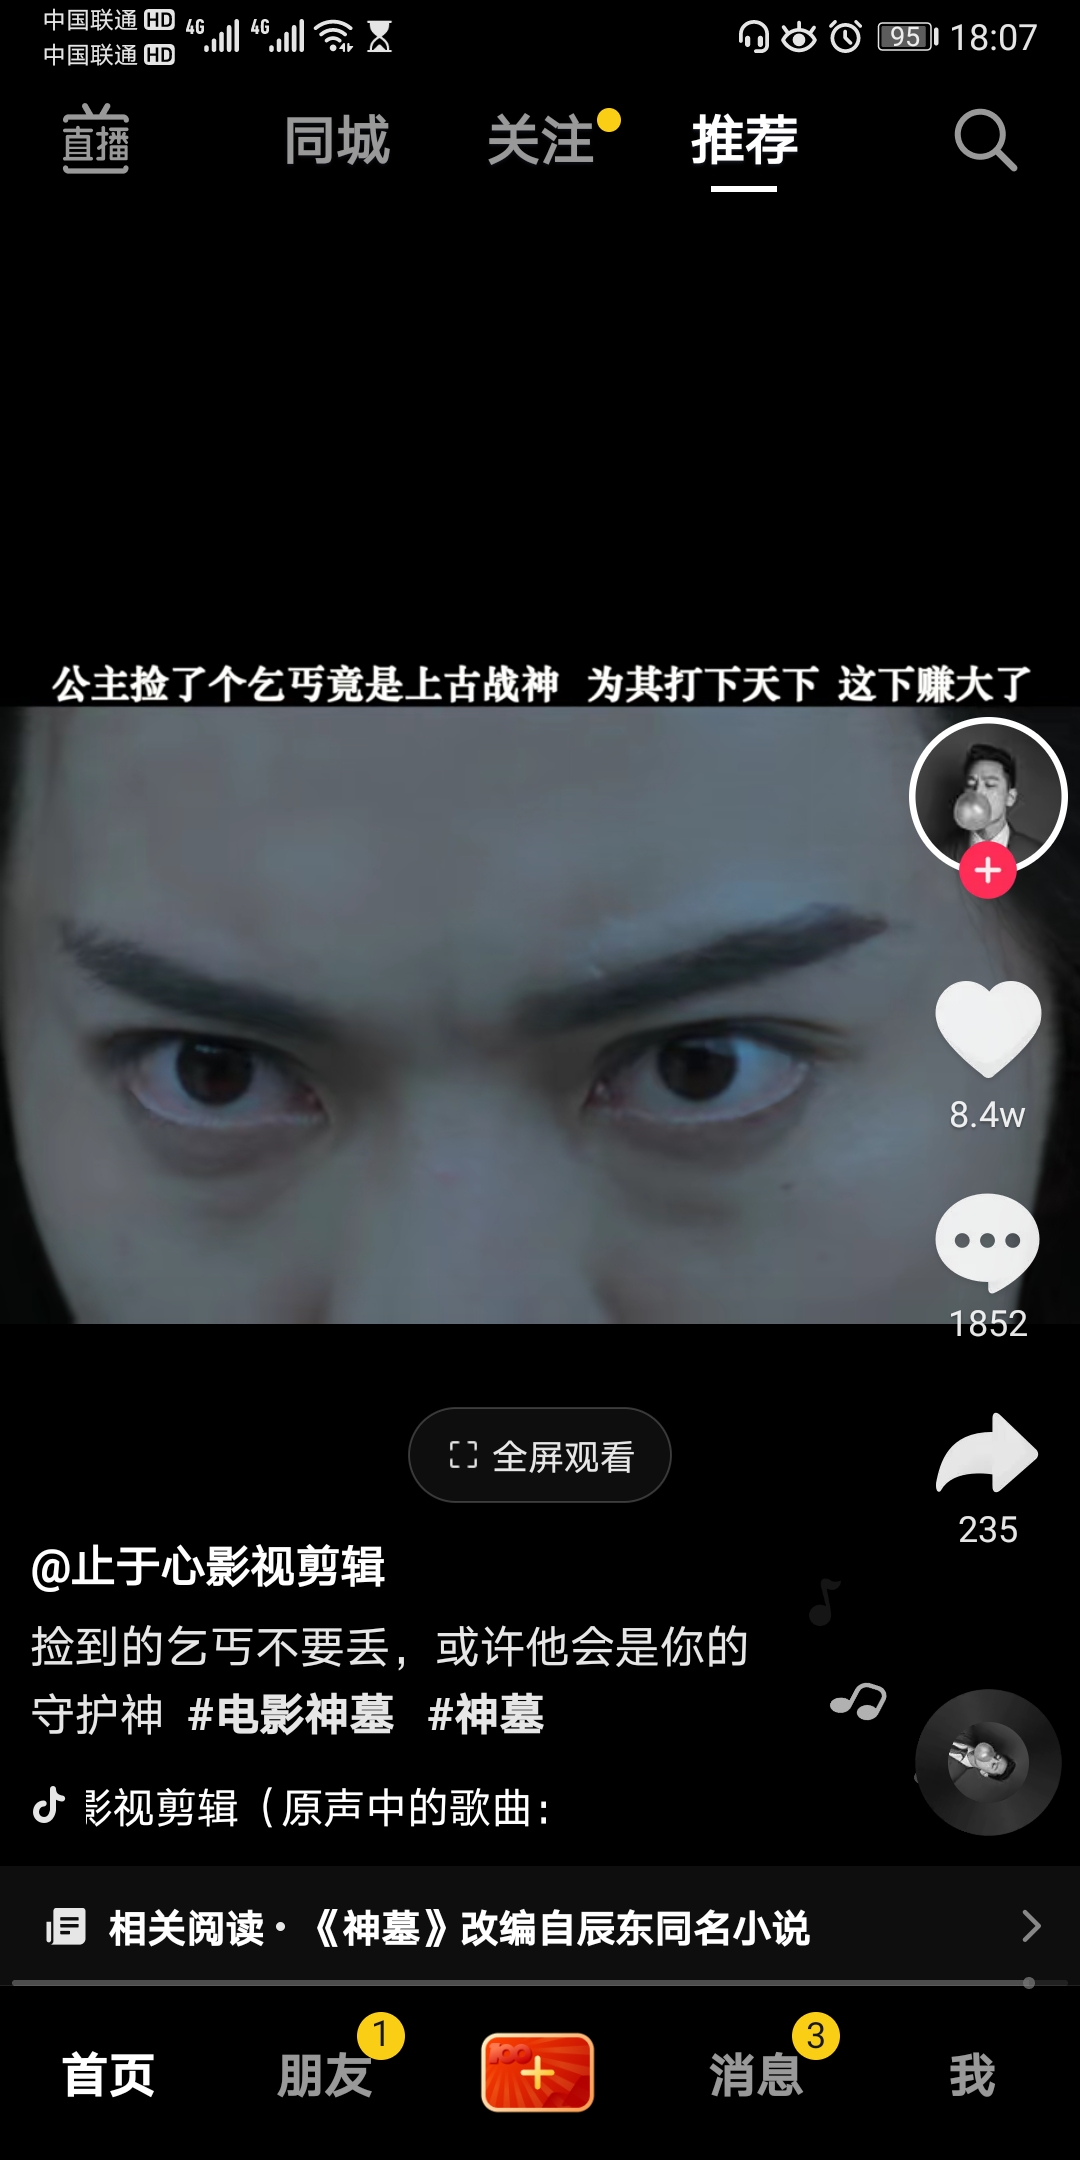 中国联通 HD 4G 4G 95 18:07
中国联通 HD
直播 同城 关注 推荐
公主捡了个乞丐竟是上古战神 为其打下天下 这下赚大了
8.4w
1852
全屏观看
235
@止于心影视剪辑
捡到的乞丐不要丢，或许他会是你的
守护神 #电影神墓 #神墓
影视剪辑（原声中的歌曲：
相关阅读·《神墓》改编自辰东同名小说
首页 朋友 1 100 消息 3 我